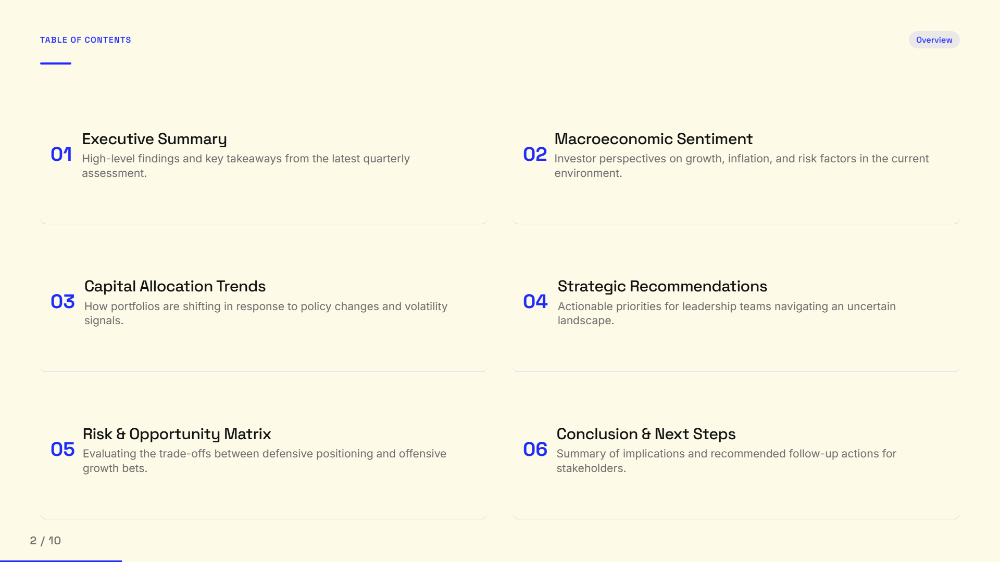 TABLE OF CONTENTS
Overview
01
Executive Summary
High-level findings and key takeaways from the latest quarterly
assessment.
02
Macroeconomic Sentiment
Investor perspectives on growth, inflation, and risk factors in the current
environment.
03
Capital Allocation Trends
How portfolios are shifting in response to policy changes and volatility
signals.
04
Strategic Recommendations
Actionable priorities for leadership teams navigating an uncertain
landscape.
05
Risk & Opportunity Matrix
Evaluating the trade-offs between defensive positioning and offensive
growth bets.
06
Conclusion & Next Steps
Summary of implications and recommended follow-up actions for
stakeholders.
2 / 10